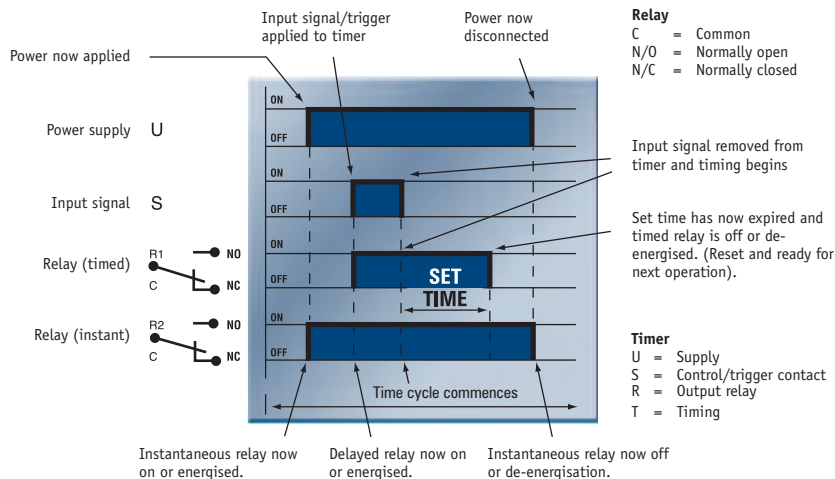 Input signal/trigger
applied to timer
Power now
disconnected
Relay
C = Common
N/O = Normally open
N/C = Normally closed
Power now applied
ON
Power supply U
OFF
Input signal removed from
timer and timing begins
ON
Input signal S
OFF
Set time has now expired and
timed relay is off or de-
energised. (Reset and ready for
next operation).
ON
R1 NO
Relay (timed)
C NC
OFF
SET
TIME
ON
R2 NO
Relay (instant)
C NC
OFF
Timer
U = Supply
S = Control/trigger contact
R = Output relay
T = Timing
Time cycle commences
Instantaneous relay now
on or energised.
Delayed relay now on
or energised.
Instantaneous relay now off
or de-energisation.